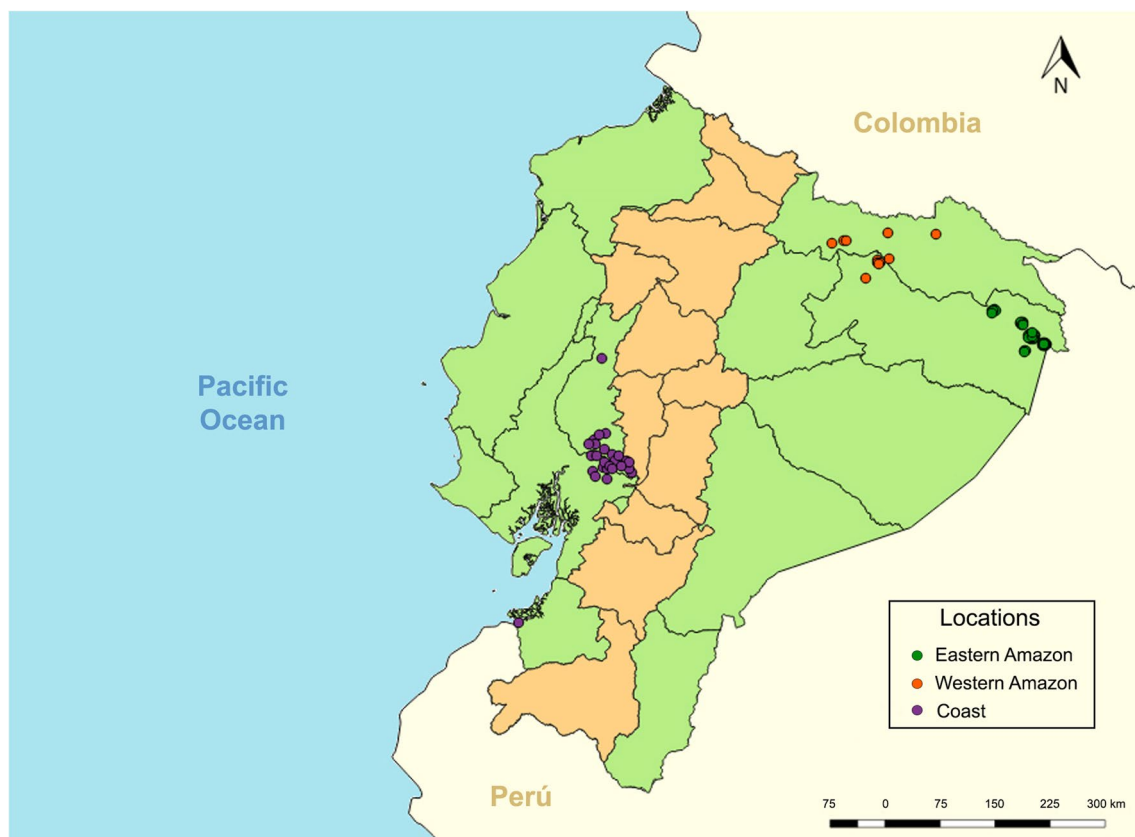 N
Colombia
Pacific
Ocean
Locations
Eastern Amazon
Western Amazon
Coast
Perú
75 0 75 150 225 300 km